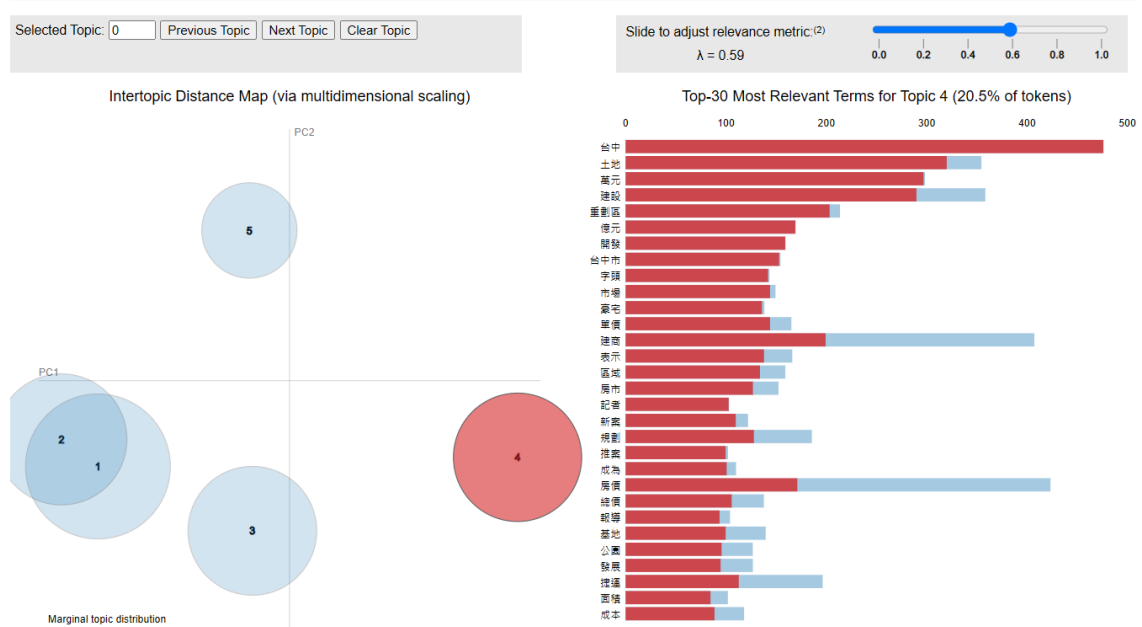 Selected Topic: 0 Previous Topic Next Topic Clear Topic
Slide to adjust relevance metric:(2)
λ = 0.59
0.0 0.2 0.4 0.6 0.8 1.0
Intertopic Distance Map (via multidimensional scaling)
PC2
PC1
5
2
1
3
4
Marginal topic distribution
Top-30 Most Relevant Terms for Topic 4 (20.5% of tokens)
0 100 200 300 400 500
台中
土地
萬元
建設
重劃區
億元
開發
台中市
字頭
市場
豪宅
單價
建商
表示
區域
房市
記者
新案
規劃
推案
成為
房價
總價
報導
基地
公園
發展
捷運
面積
成本